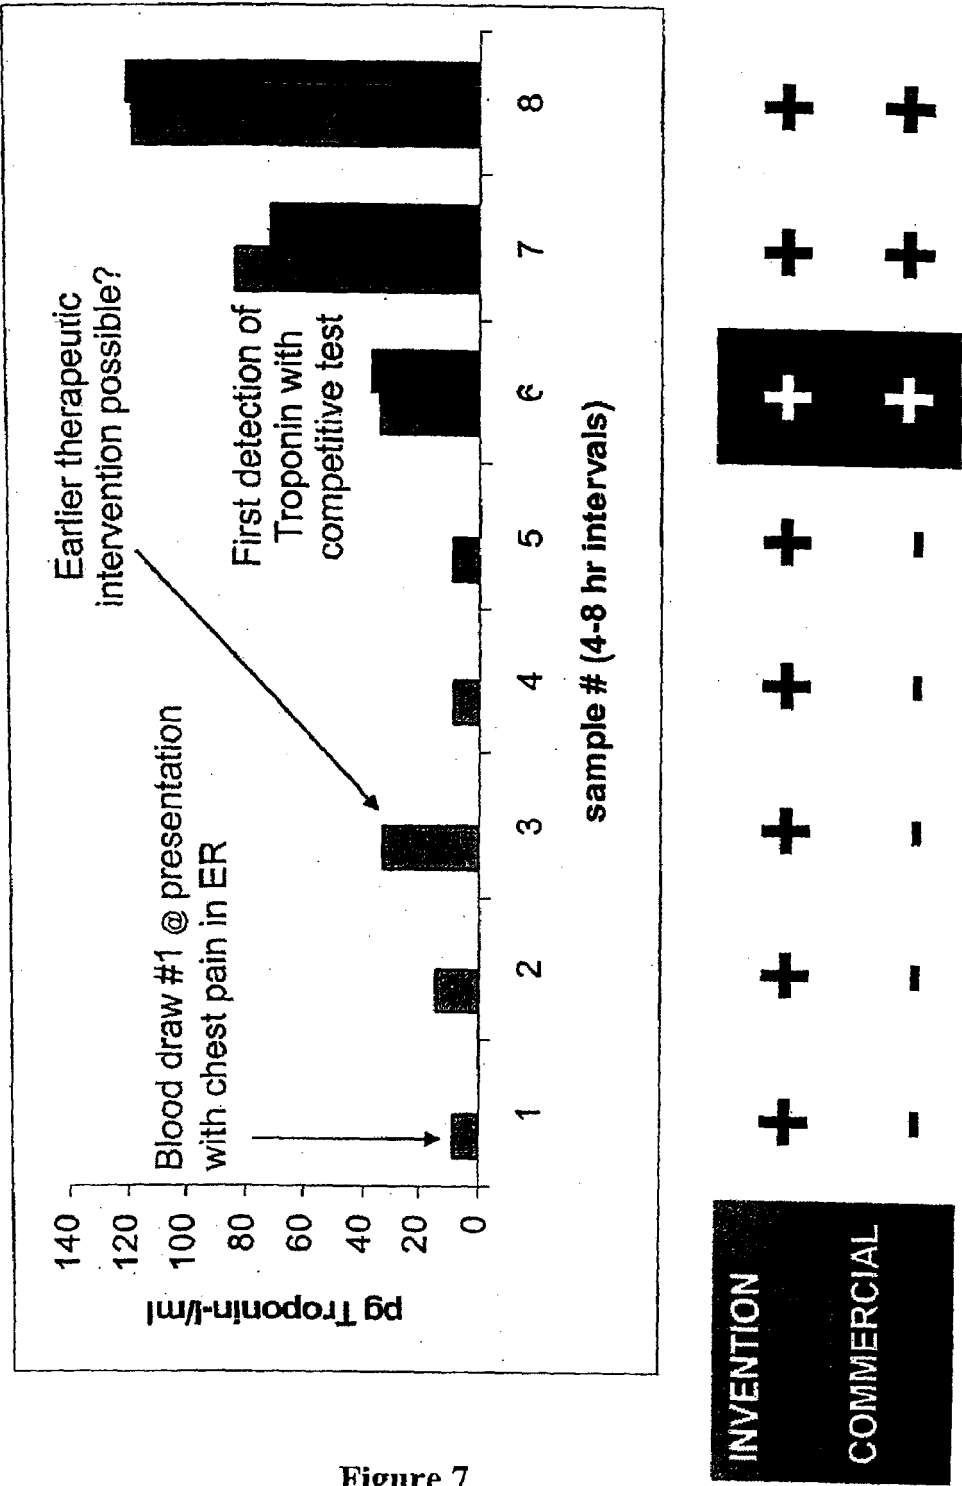 Earlier therapeutic
intervention possible?
Blood draw #1 @ presentation
with chest pain in ER
First detection of
Troponin with
competitive test
140
120
100
80
60
40
20
0
pg Troponin-I/ml
1 2 3 4 5 6 7 8
sample # (4-8 hr intervals)
INVENTION + + + + + + + +
COMMERCIAL - - - - - + + +
Figure 7